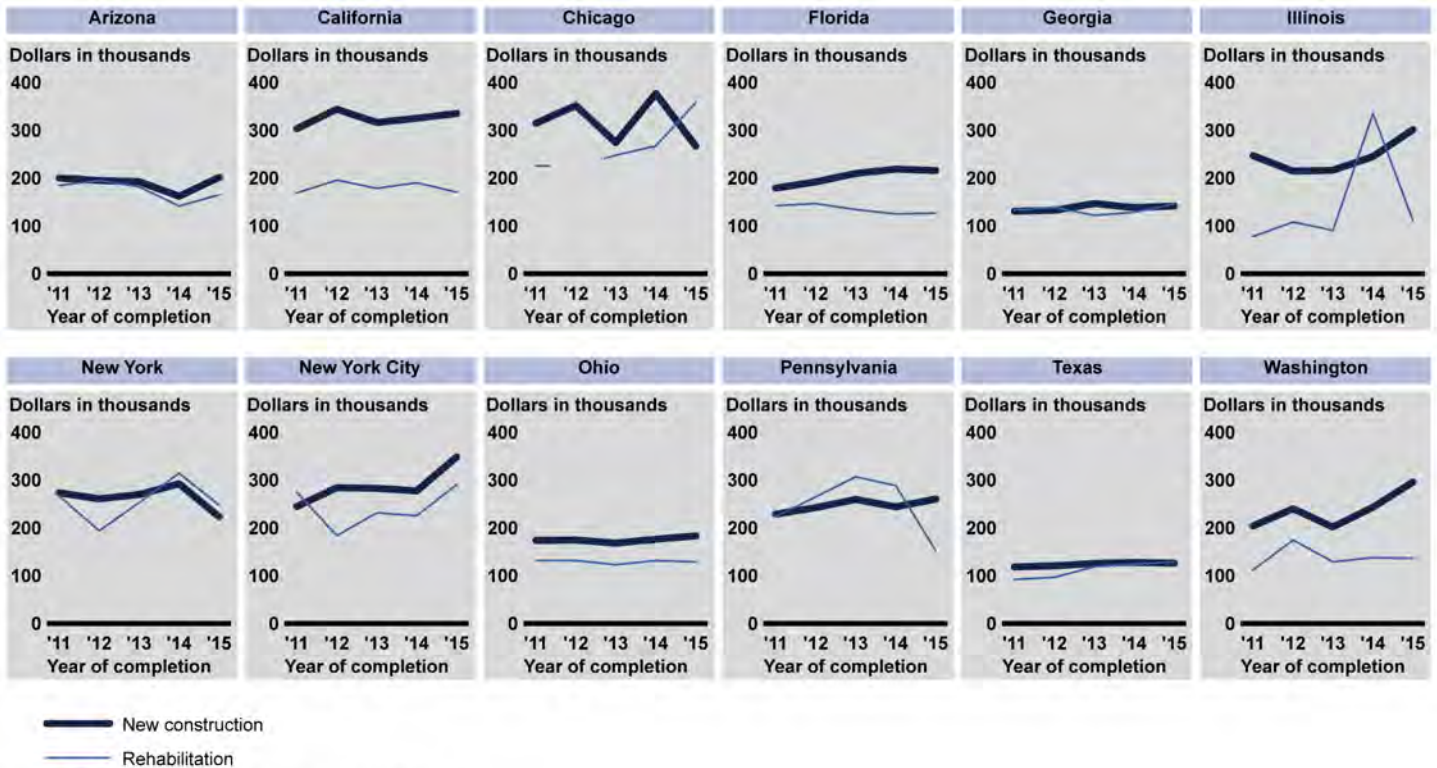 Arizona
Dollars in thousands
400
300
200
100
0
'11 '12 '13 '14 '15
Year of completion
California
Dollars in thousands
400
300
200
100
0
'11 '12 '13 '14 '15
Year of completion
Chicago
Dollars in thousands
400
300
200
100
0
'11 '12 '13 '14 '15
Year of completion
Florida
Dollars in thousands
400
300
200
100
0
'11 '12 '13 '14 '15
Year of completion
Georgia
Dollars in thousands
400
300
200
100
0
'11 '12 '13 '14 '15
Year of completion
Illinois
Dollars in thousands
400
300
200
100
0
'11 '12 '13 '14 '15
Year of completion
New York
Dollars in thousands
400
300
200
100
0
'11 '12 '13 '14 '15
Year of completion
New York City
Dollars in thousands
400
300
200
100
0
'11 '12 '13 '14 '15
Year of completion
Ohio
Dollars in thousands
400
300
200
100
0
'11 '12 '13 '14 '15
Year of completion
Pennsylvania
Dollars in thousands
400
300
200
100
0
'11 '12 '13 '14 '15
Year of completion
Texas
Dollars in thousands
400
300
200
100
0
'11 '12 '13 '14 '15
Year of completion
Washington
Dollars in thousands
400
300
200
100
0
'11 '12 '13 '14 '15
Year of completion
New construction
Rehabilitation